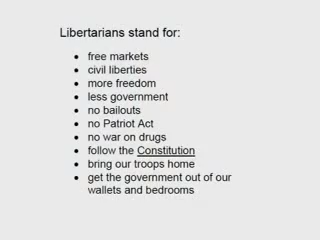 Libertarians stand for:
• free markets
• civil liberties
• more freedom
• less government
• no bailouts
• no Patriot Act
• no war on drugs
• follow the Constitution
• bring our troops home
• get the government out of our
wallets and bedrooms